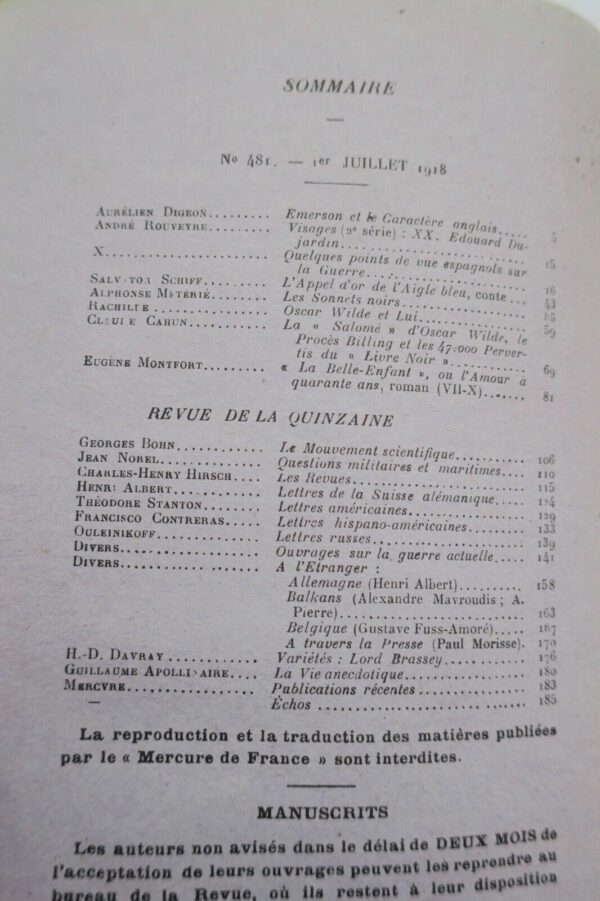 SOMMAIRE
No 481. — 1er JUILLET 1918
Aurélien Digeon......... Emerson et le Caractère anglais..... 5
André Rouveyre......... Visages (2e série) : XX. Edouard Du-
jardin................. 15
X.................... Quelques points de vue espagnols sur
la Guerre.............. 16
Salvator Schiff......... L'Appel d'or de l'Aigle bleu, conte... 43
Alphonse Métérié....... Les Sonnets noirs.............
Rachilde............... Oscar Wilde et Lui............ 59
Claude Cahun.......... La « Salomé » d'Oscar Wilde, le
Procès Billing et les 47.000 Perver-
tis du « Livre Noir »........... 69
Eugène Montfort........ « La Belle-Enfant », ou l'Amour à
quarante ans, roman (VII-X)....... 81
REVUE DE LA QUINZAINE
Georges Bohn............ Le Mouvement scientifique.......... 106
Jean Norel.............. Questions militaires et maritimes.... 110
Charles-Henry Hirsch..... Les Revues.................. 115
Henri Albert............ Lettres de la Suisse alémanique...... 124
Théodore Stanton........ Lettres américaines............. 129
Francisco Contreras..... Lettres hispano-américaines........ 133
Ouleinikoff............. Lettres russes................ 139
Divers................. Ouvrages sur la guerre actuelle..... 141
Divers................. A l'Etranger :
Allemagne (Henri Albert)......... 158
Balkans (Alexandre Mavroudis ; A.
Pierre)................... 163
Belgique (Gustave Fuss-Amoré)..... 167
A travers la Presse (Paul Morisse). 170
H.-D. Davray............ Variétés : Lord Brassey.......... 176
Guillaume Apollinaire.... La Vie anecdotique............. 180
Mercvre................ Publications récentes............ 183
— Échos.................... 185
La reproduction et la traduction des matières publiées
par le « Mercure de France » sont interdites.
MANUSCRITS
Les auteurs non avisés dans le délai de DEUX MOIS de
l'acceptation de leurs ouvrages peuvent les reprendre au
bureau de la Revue, où ils restent à leur disposition